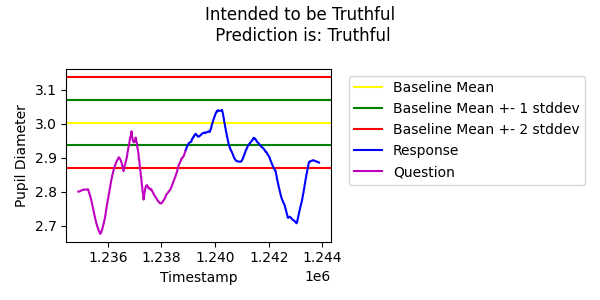 Intended to be Truthful
Prediction is: Truthful
Pupil Diameter
3.1
3.0
2.9
2.8
2.7
1.236
1.238
1.240
1.242
1.244
1e6
Timestamp
Baseline Mean
Baseline Mean +- 1 stddev
Baseline Mean +- 2 stddev
Response
Question